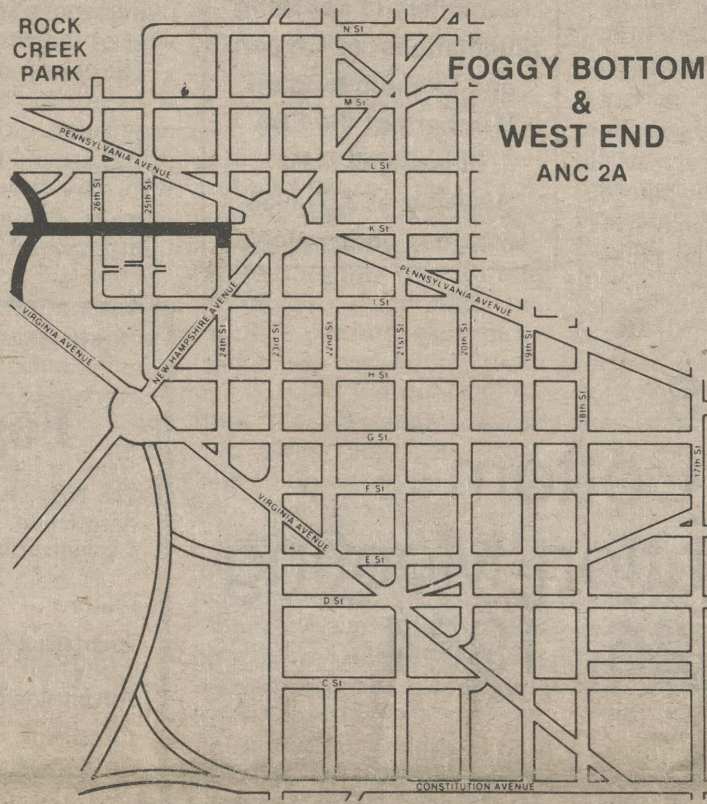 ROCK
CREEK
PARK
FOGGY BOTTOM
&
WEST END
ANC 2A
N St
M St
PENNSYLVANIA AVENUE
L St
26th St
25th St
K St
PENNSYLVANIA AVENUE
I St
VIRGINIA AVENUE
NEW HAMPSHIRE AVENUE
24th St
23rd St
22nd St
21st St
20th St
19th St
18th St
17th St
H St
G St
F St
VIRGINIA AVENUE
E St
D St
C St
CONSTITUTION AVENUE